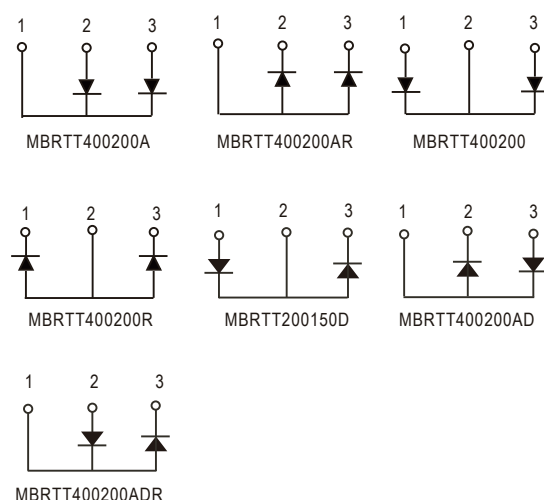 1 2 3
MBRTT400200A
1 2 3
MBRTT400200AR
1 2 3
MBRTT400200
1 2 3
MBRTT400200R
1 2 3
MBRTT200150D
1 2 3
MBRTT400200AD
1 2 3
MBRTT400200ADR